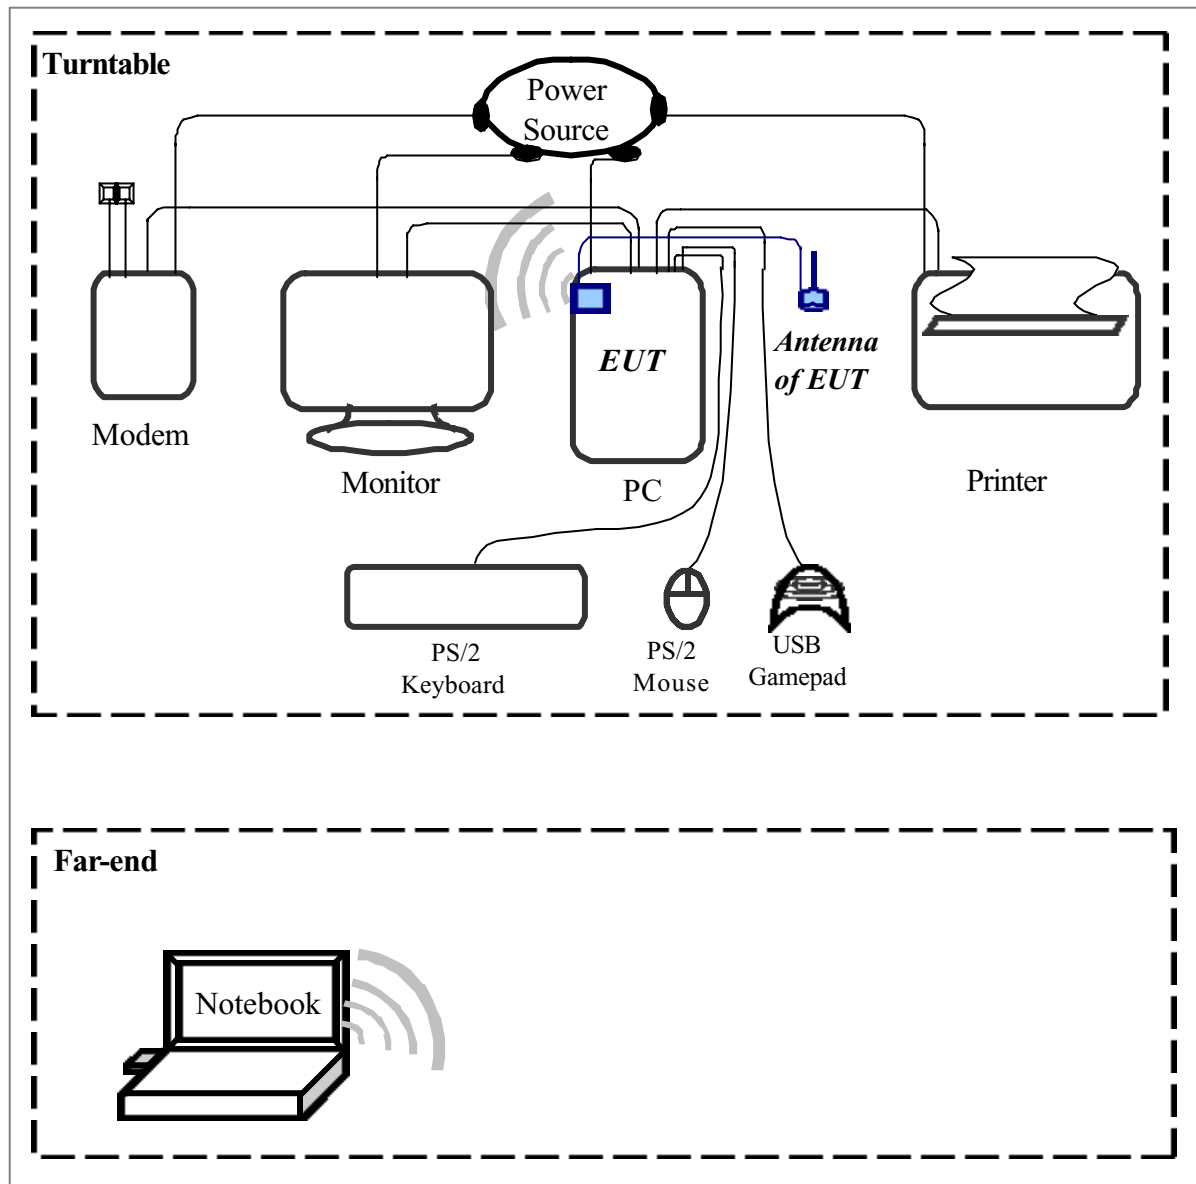 Turntable
Power
Source
EUT
Antenna
of EUT
Modem
Monitor
PC
Printer
PS/2
Keyboard
PS/2
Mouse
USB
Gamepad
Far-end
Notebook